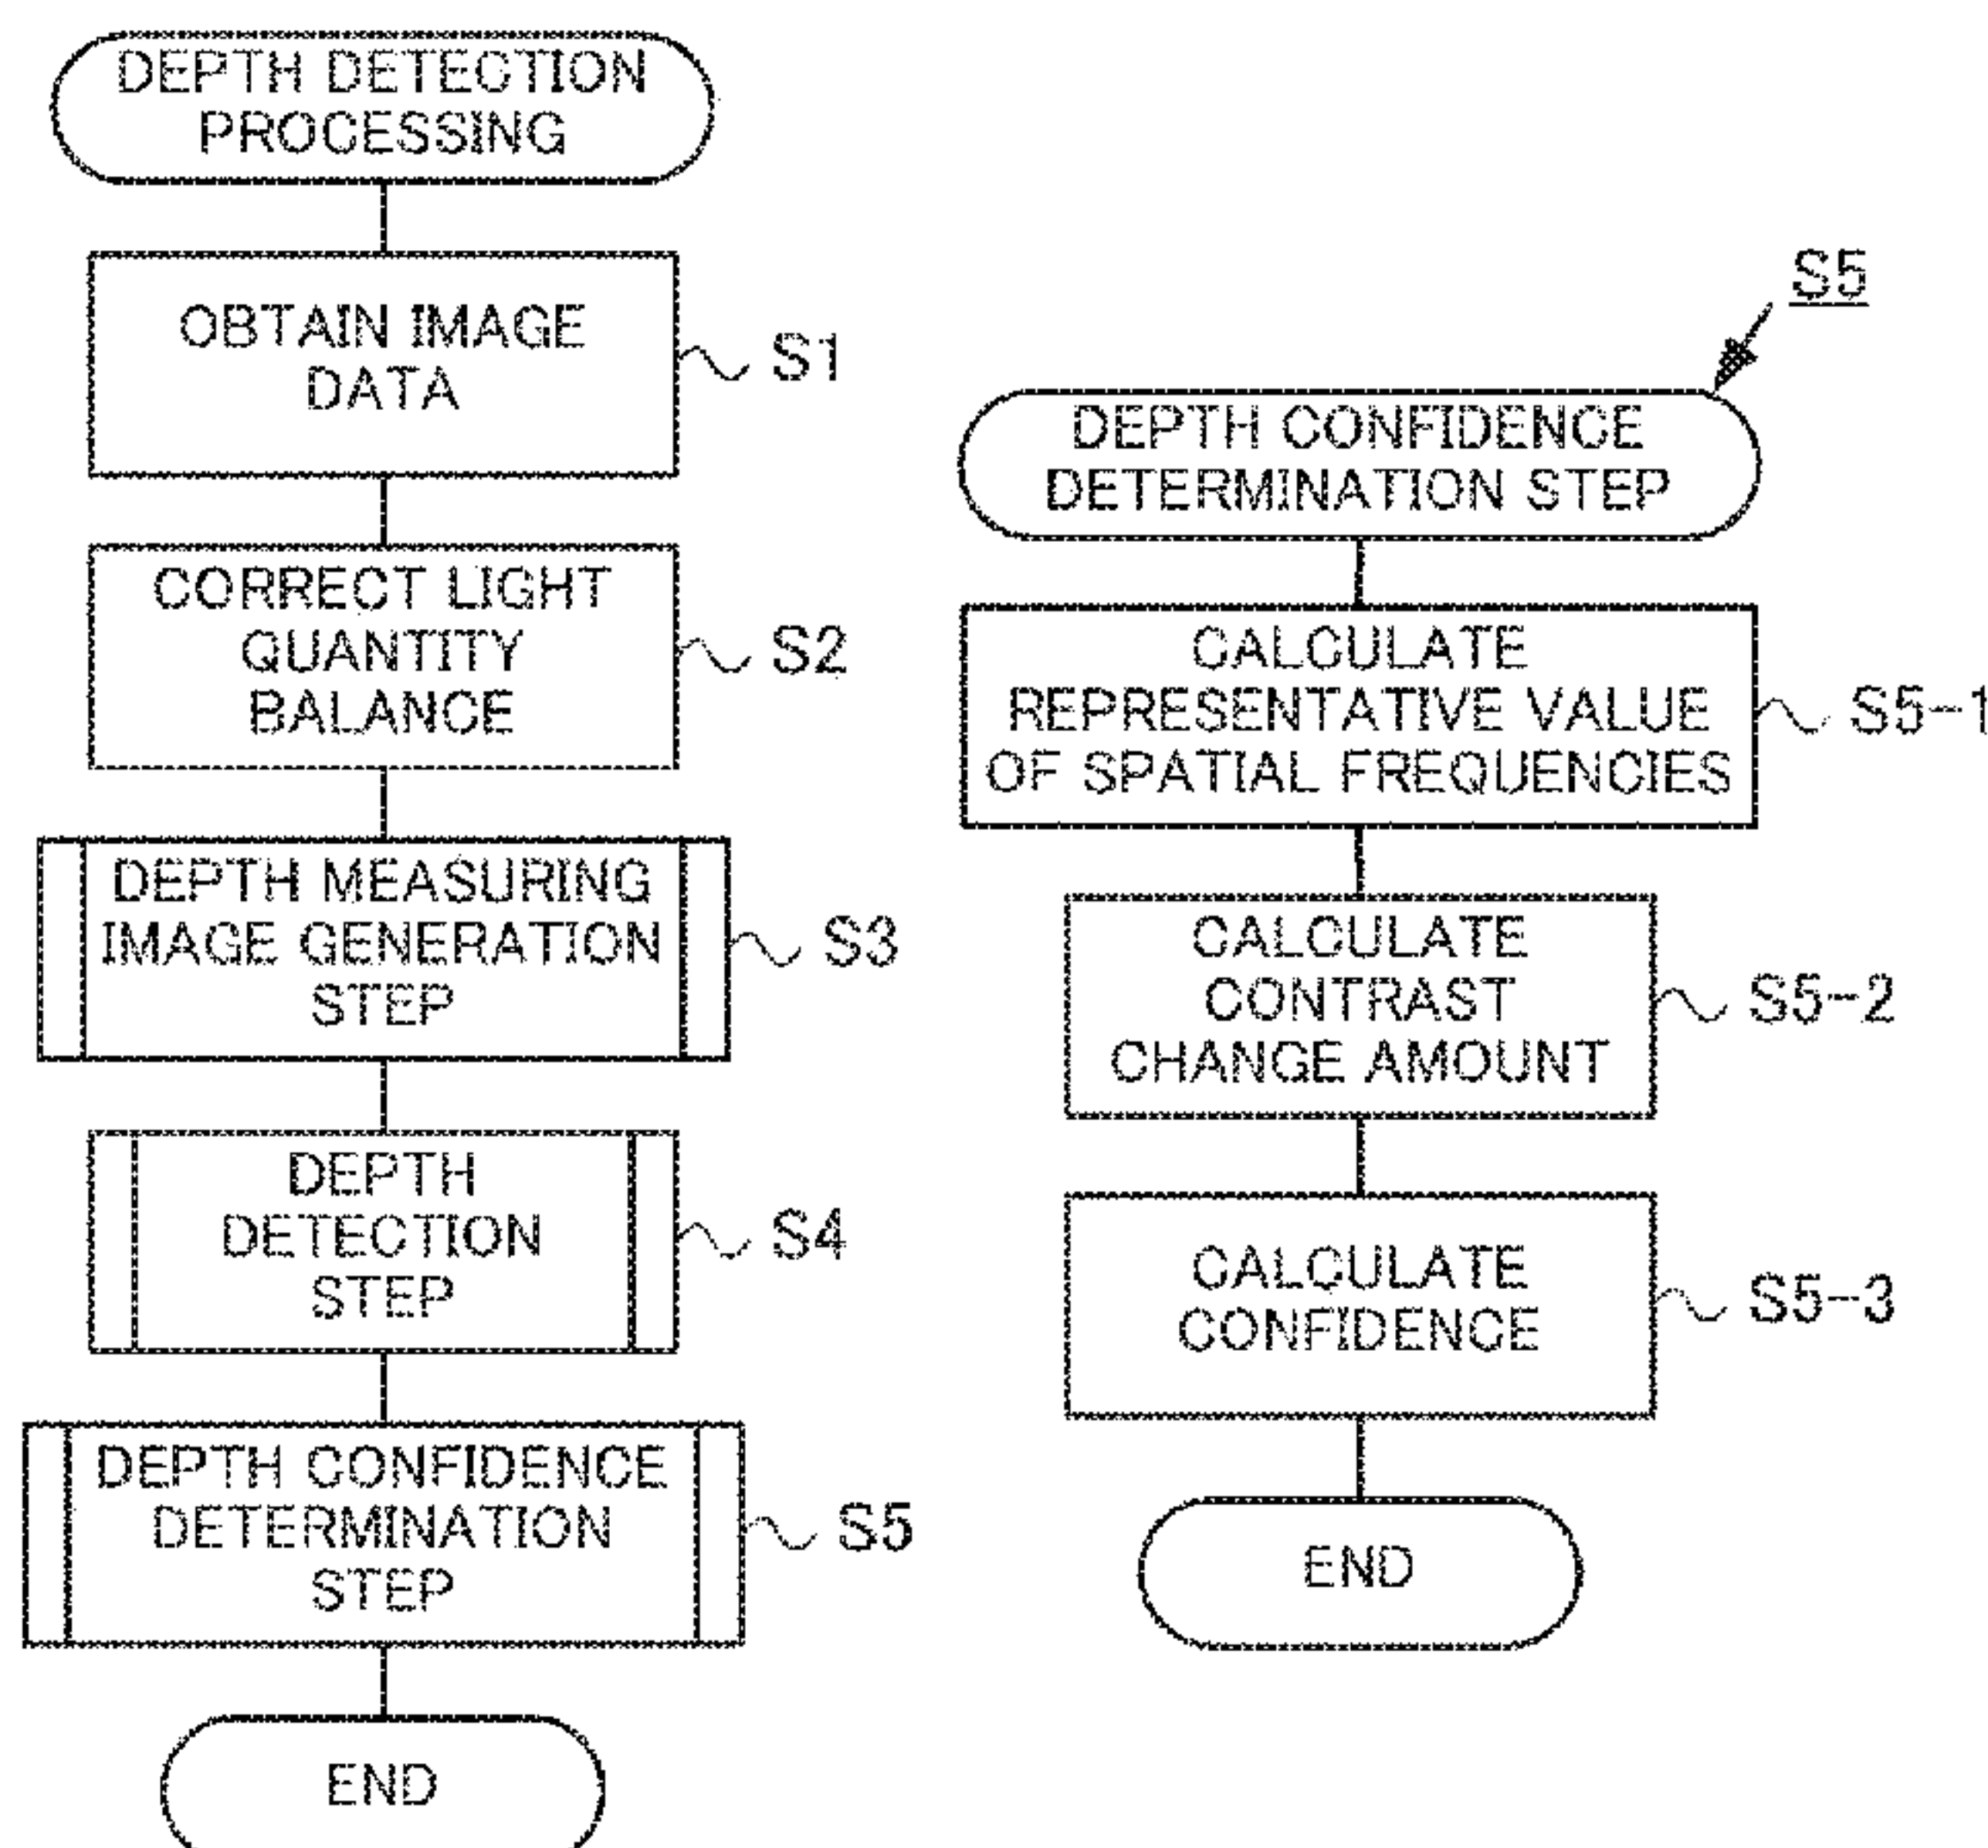 DEPTH DETECTION
PROCESSING
OBTAIN IMAGE
DATA
S1
CORRECT LIGHT
QUANTITY
BALANCE
S2
DEPTH MEASURING
IMAGE GENERATION
STEP
S3
DEPTH
DETECTION
STEP
S4
DEPTH CONFIDENCE
DETERMINATION
STEP
S5
END
S5
DEPTH CONFIDENCE
DETERMINATION STEP
CALCULATE
REPRESENTATIVE VALUE
OF SPATIAL FREQUENCIES
S5-1
CALCULATE
CONTRAST
CHANGE AMOUNT
S5-2
CALCULATE
CONFIDENCE
S5-3
END